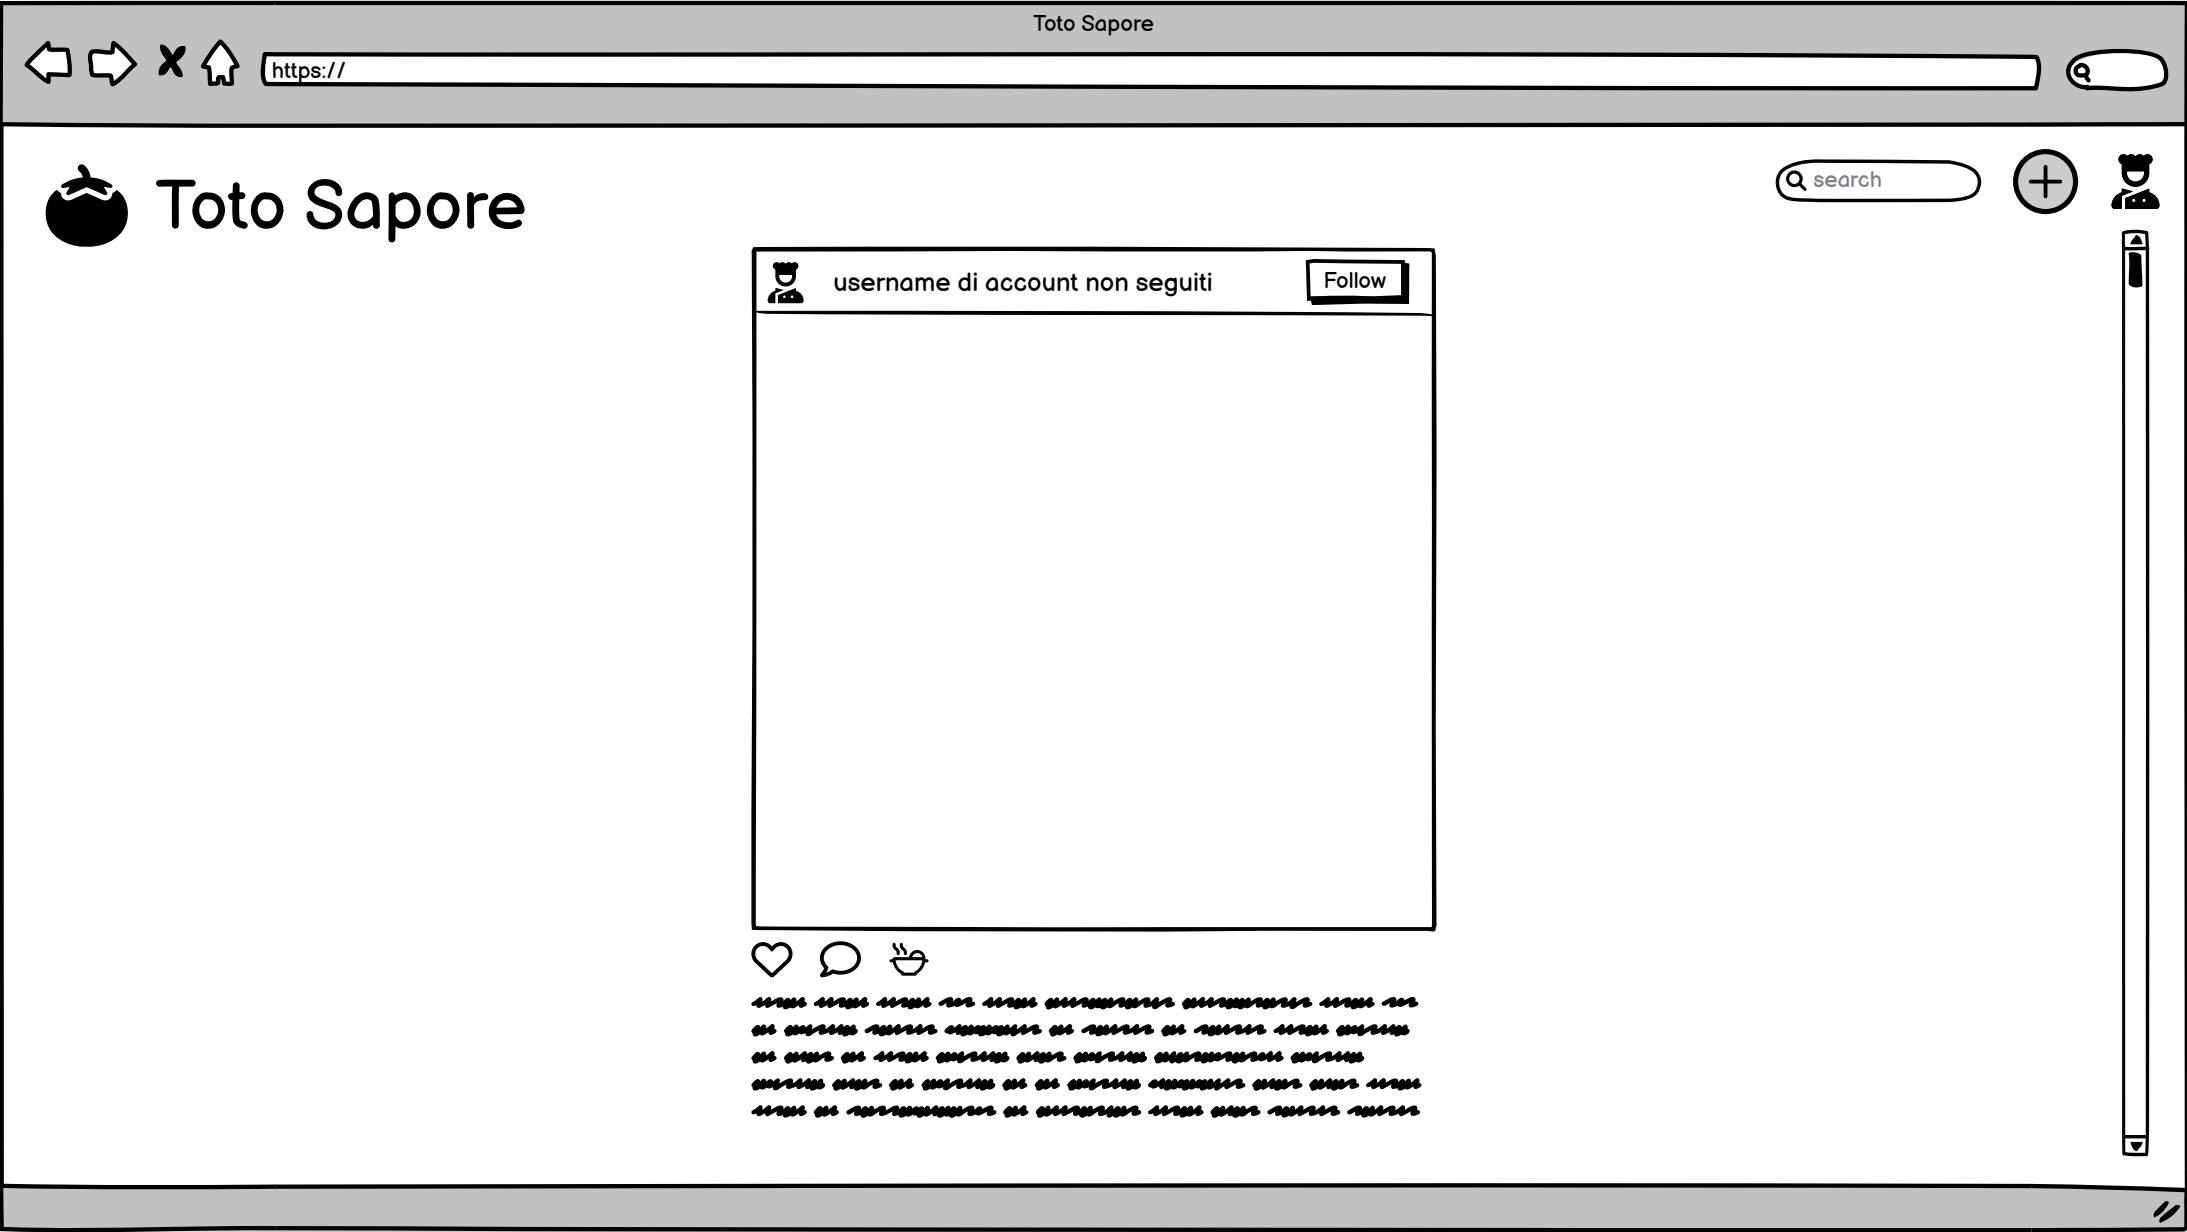 Toto Sapore
https://
Toto Sapore
search
username di account non seguiti
Follow